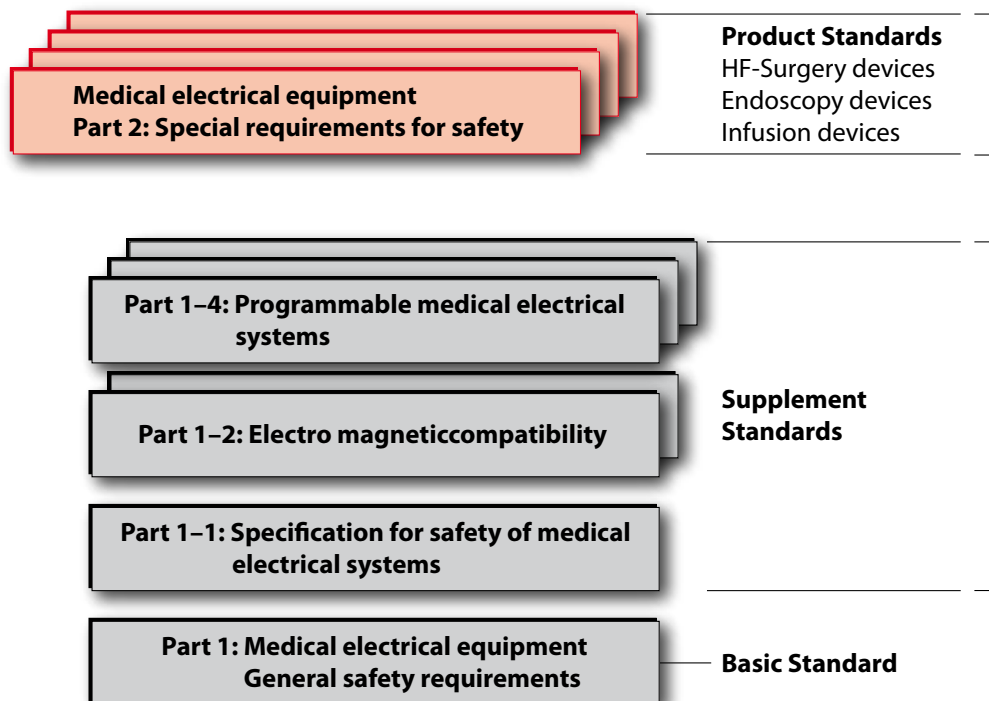 Medical electrical equipment
Part 2: Special requirements for safety
Product Standards
HF-Surgery devices
Endoscopy devices
Infusion devices
Part 1–4: Programmable medical electrical
systems
Part 1–2: Electro magneticcompatibility
Supplement
Standards
Part 1–1: Specification for safety of medical
electrical systems
Part 1: Medical electrical equipment
General safety requirements
Basic Standard